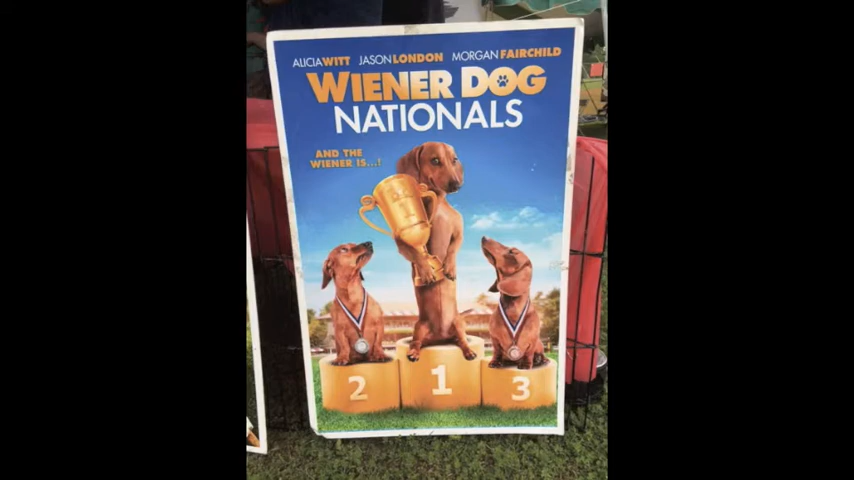 ALICIA WITT JASON LONDON MORGAN FAIRCHILD
WIENER DOG
NATIONALS
AND THE
WIENER IS...!
2 1 3